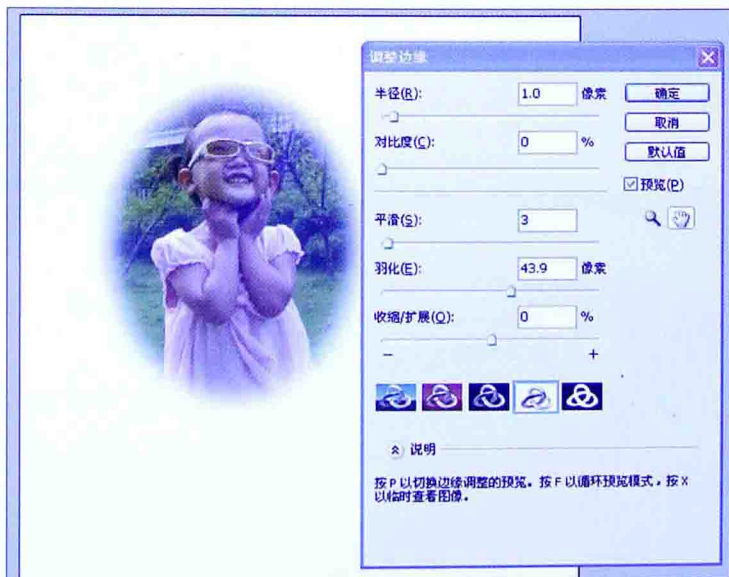 调整边缘
半径(R): 1.0 像素 确定
取消
对比度(C): 0 %
默认值
预览(P)
平滑(S): 3
羽化(E): 43.9 像素
收缩/扩展(O): 0 %
− +
说明
按 P 以切换边缘调整的预览。按 F 以循环预览模式，按 X
以临时查看图像。